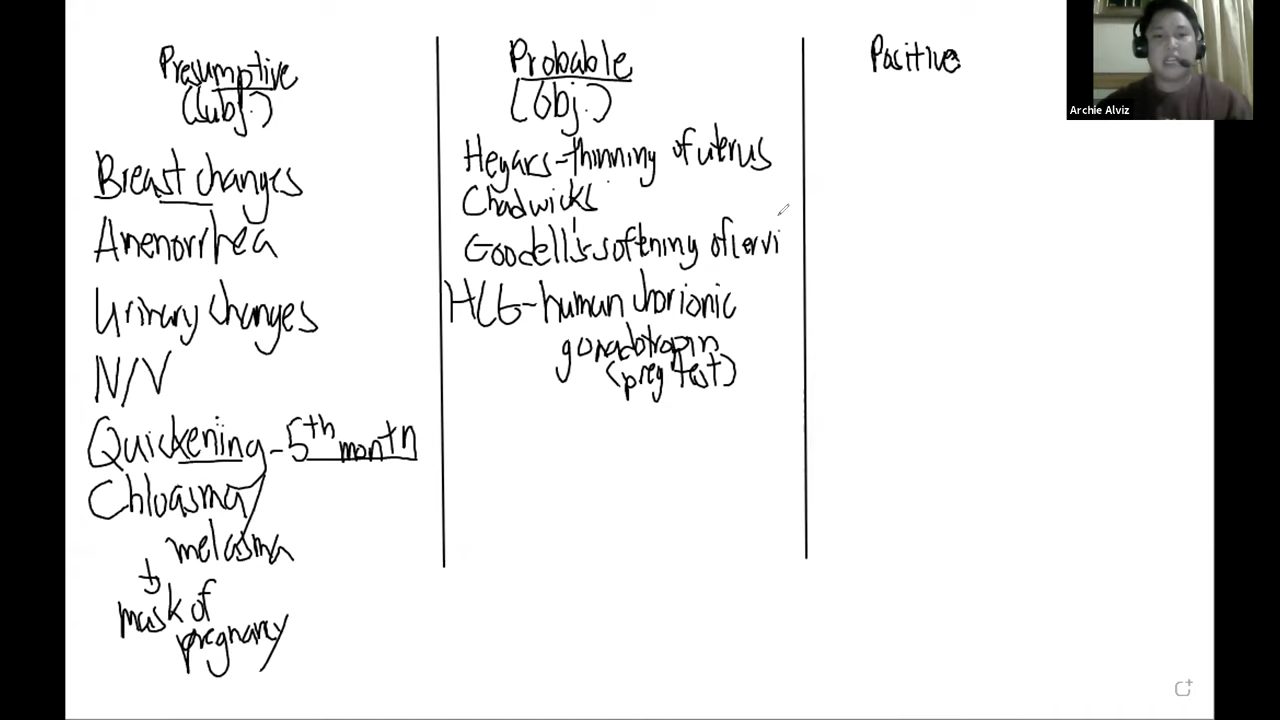 Presumptive
(Subj.)
Breast changes
Amenorrhea
Urinary changes
N/V
Quickening - 5th month
Chloasma/
melasma
mask of
pregnancy
Probable
(Obj.)
Hegars - thinning of uterus
Chadwicks
Goodell's - softening of cervi
HCG - human chorionic
gonadotropin
(preg test)
Positive
Archie Alviz